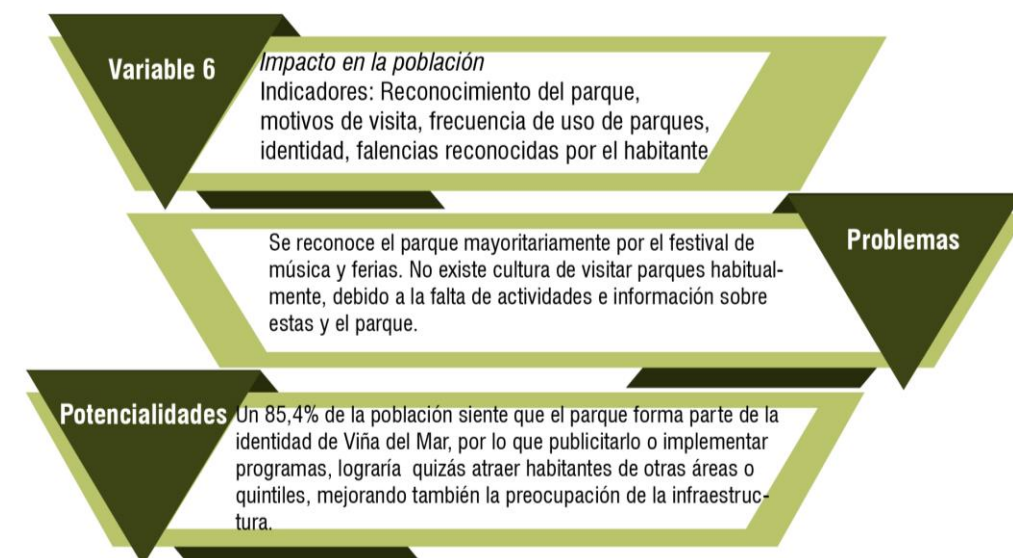 Variable 6
Impacto en la población
Indicadores: Reconocimiento del parque,
motivos de visita, frecuencia de uso de parques,
identidad, falencias reconocidas por el habitante
Problemas
Se reconoce el parque mayoritariamente por el festival de
música y ferias. No existe cultura de visitar parques habitual-
mente, debido a la falta de actividades e información sobre
estas y el parque.
Potencialidades
Un 85,4% de la población siente que el parque forma parte de la
identidad de Viña del Mar, por lo que publicitarlo o implementar
programas, lograría quizás atraer habitantes de otras áreas o
quintiles, mejorando también la preocupación de la infraestruc-
tura.